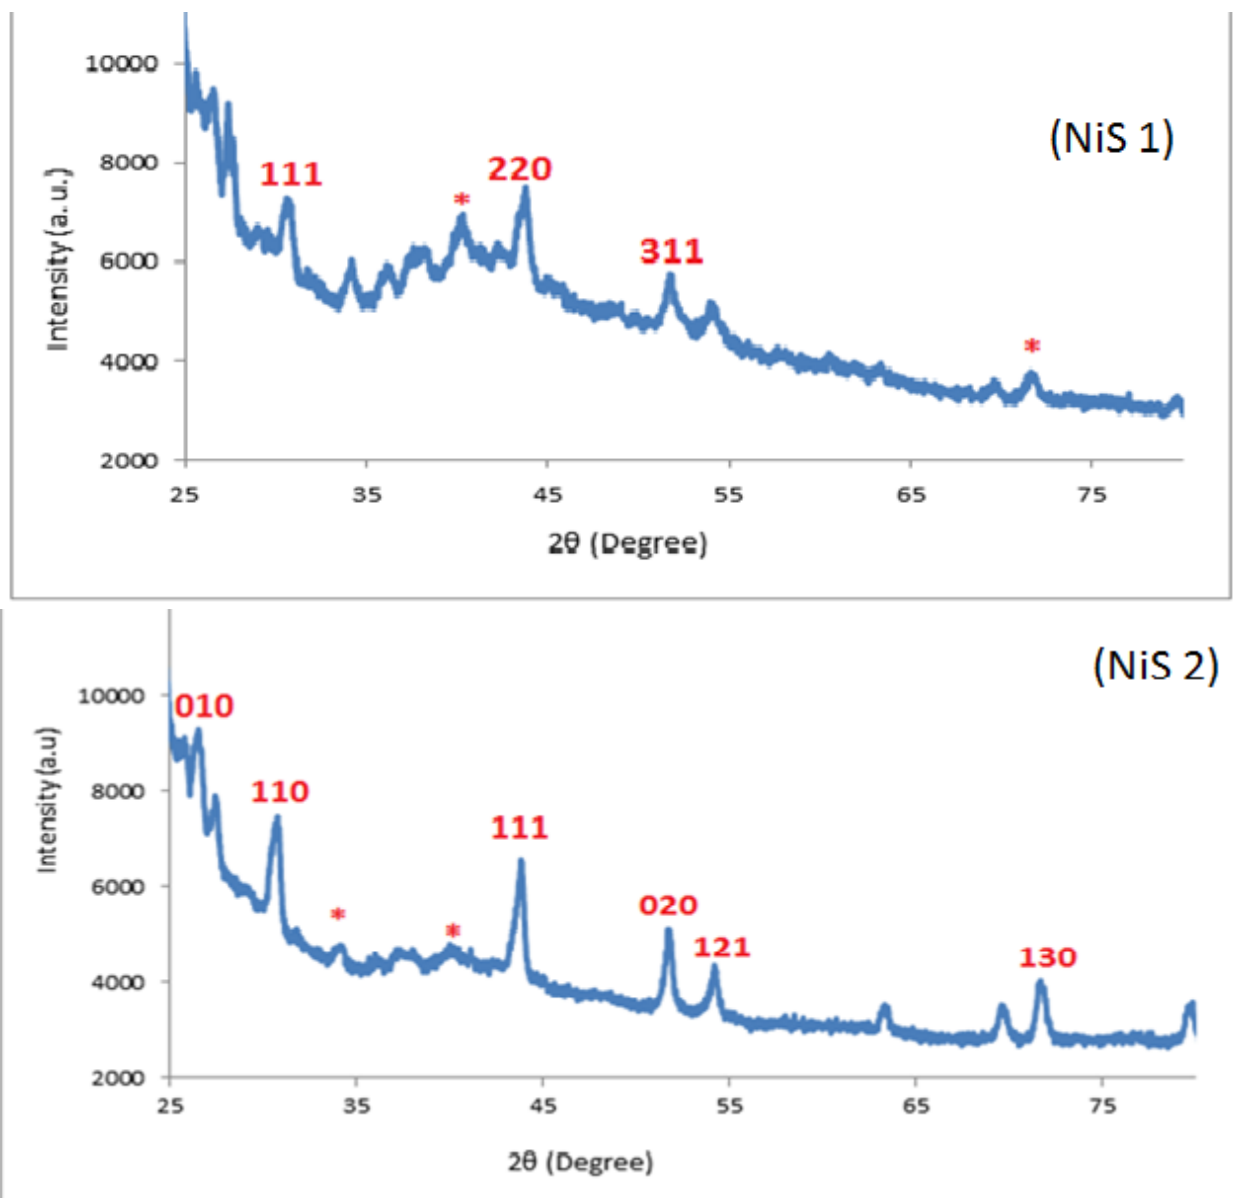 (NiS 1)
Intensity (a. u.)
10000
8000
6000
4000
2000
111
*
220
311
*
25 35 45 55 65 75
2θ (Degree)
(NiS 2)
Intensity (a.u)
10000
8000
6000
4000
2000
010
110
*
*
111
020
121
130
25 35 45 55 65 75
2θ (Degree)